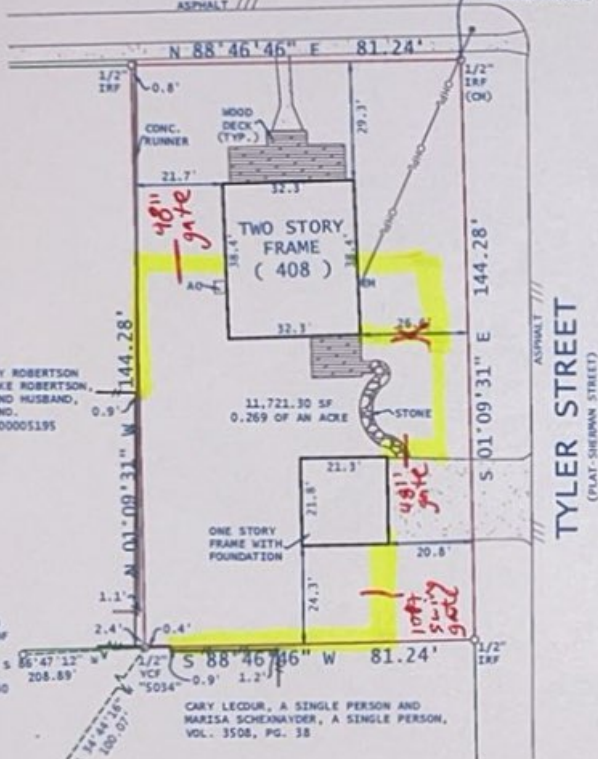 ASPHALT
N 88°46'46" E 81.24'
1/2"
IRF
0.8'
1/2"
IRF
(CM)
CONC.
RUNNER
WOOD
DECK
(TYP.)
29.3'
OHP
OHP
OHP
21.7'
32.3'
48"
gate
TWO STORY
FRAME
( 408 )
38.4'
38.4'
144.28'
EM
32.3'
ASPHALT
144.28'
ROBERTSON
KE ROBERTSON,
ND HUSBAND,
ND.
00005195
0.9'
11,721.30 SF
0.269 OF AN ACRE
STONE
S 01°09'31" E
TYLER STREET
(PLAT-SHERMAN STREET)
N 01°09'31" W
21.3'
21.8'
48"
gate
ONE STORY
FRAME WITH
FOUNDATION
20.8'
24.3'
10ft
swing
gate
1.1'
2.4'
0.4'
S 86°47'12" W
208.89'
1/2"
YCF
"5034"
S 88°46'46" W 81.24'
0.9'
1.2'
1/2"
IRF
34°44'16"
100.07'
CARY LECOUR, A SINGLE PERSON AND
MARISA SCHEXNAYDER, A SINGLE PERSON,
VOL. 3508, PG. 38